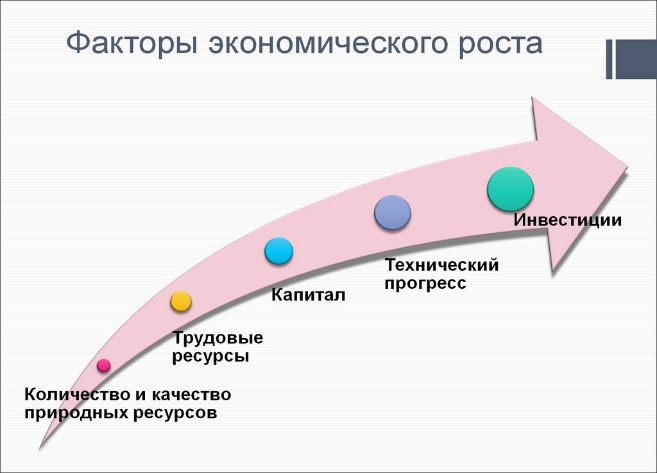 Факторы экономического роста
Инвестиции
Технический
прогресс
Капитал
Трудовые
ресурсы
Количество и качество
природных ресурсов